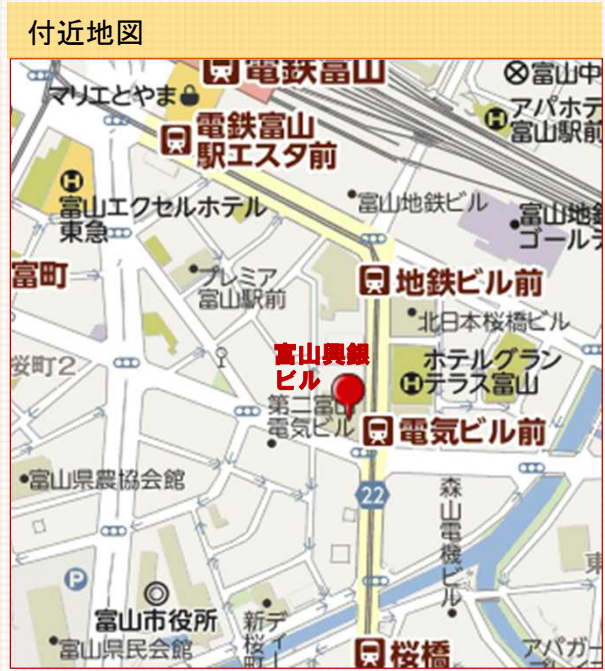 付近地図
電鉄富山
富山中
マリエとやま
アパホテ
富山駅前
電鉄富山
駅エスタ前
富山エクセルホテル
東急
富山地鉄ビル
富山地鉄
ゴールデ
富町
プレミア
富山駅前
地鉄ビル前
北日本桜橋ビル
富山興銀
ビル
桜町2
ホテルグラン
テラス富山
第二富山
電気ビル
電気ビル前
富山県農協会館
22
森山電機ビル
P
富山市役所
新ディ
桜町
東
富山県民会館
桜橋
アパガー